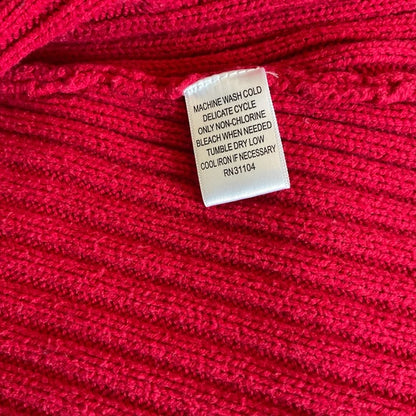 MACHINE WASH COLD
DELICATE CYCLE
ONLY NON-CHLORINE
BLEACH WHEN NEEDED
TUMBLE DRY LOW
COOL IRON IF NECESSARY
RN31104